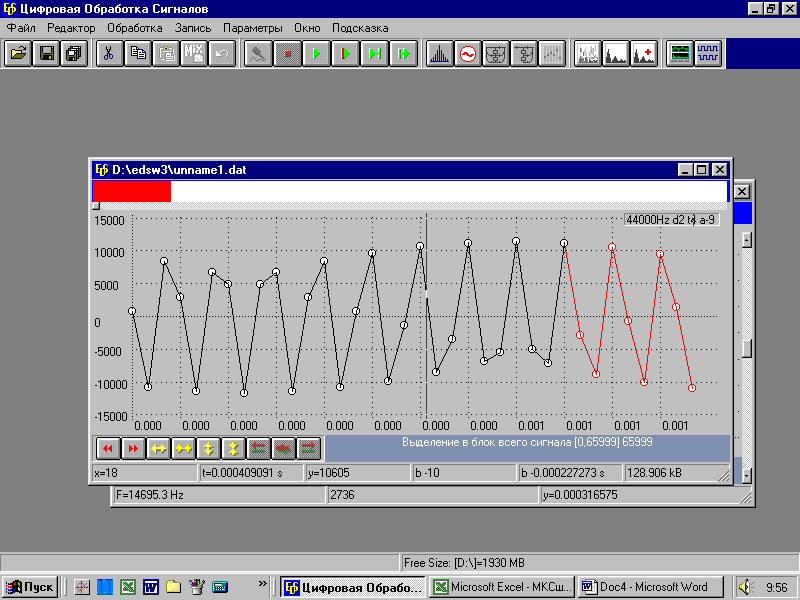 Цифровая Обработка Сигналов
Файл Редактор Обработка Запись Параметры Окно Подсказка
MiX
D:\edsw3\unname1.dat
44000Hz d2 t) a-9
15000
10000
5000
0
-5000
-10000
-15000
0.000 0.000 0.000 0.000 0.000 0.000 0.000 0.001 0.001 0.001 0.001 0.001
Выделение в блок всего сигнала [0,65999] 65999
x=18 t=0.000409091 s y=10605 b -10 b -0.000227273 s 128.906 kB
F=14695.3 Hz 2736 y=0.000316575
Free Size: [D:\]=1930 MB
Пуск » Цифровая Обрабо... Microsoft Excel - МКСш... Doc4 - Microsoft Word 9:56